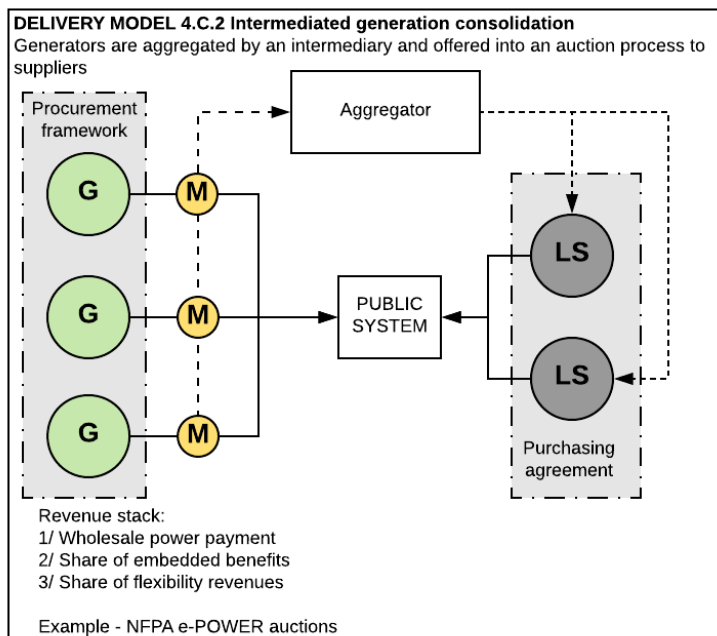 DELIVERY MODEL 4.C.2 Intermediated generation consolidation
Generators are aggregated by an intermediary and offered into an auction process to
suppliers
Procurement
framework
Aggregator
G
M
G
M
G
M
PUBLIC
SYSTEM
LS
LS
Purchasing
agreement
Revenue stack:
1/ Wholesale power payment
2/ Share of embedded benefits
3/ Share of flexibility revenues
Example - NFPA e-POWER auctions